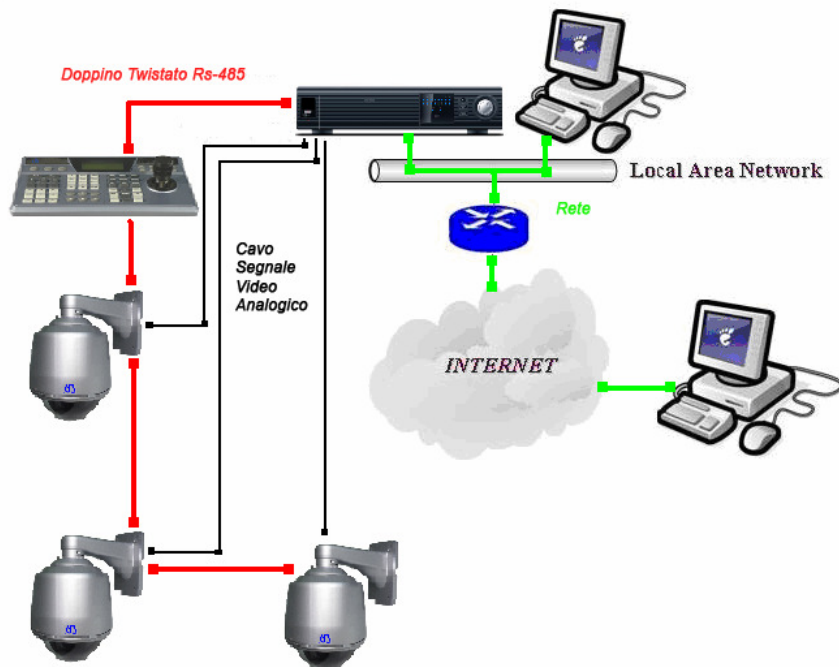 Doppino Twistato Rs-485
Local Area Network
Rete
Cavo
Segnale
Video
Analogico
INTERNET